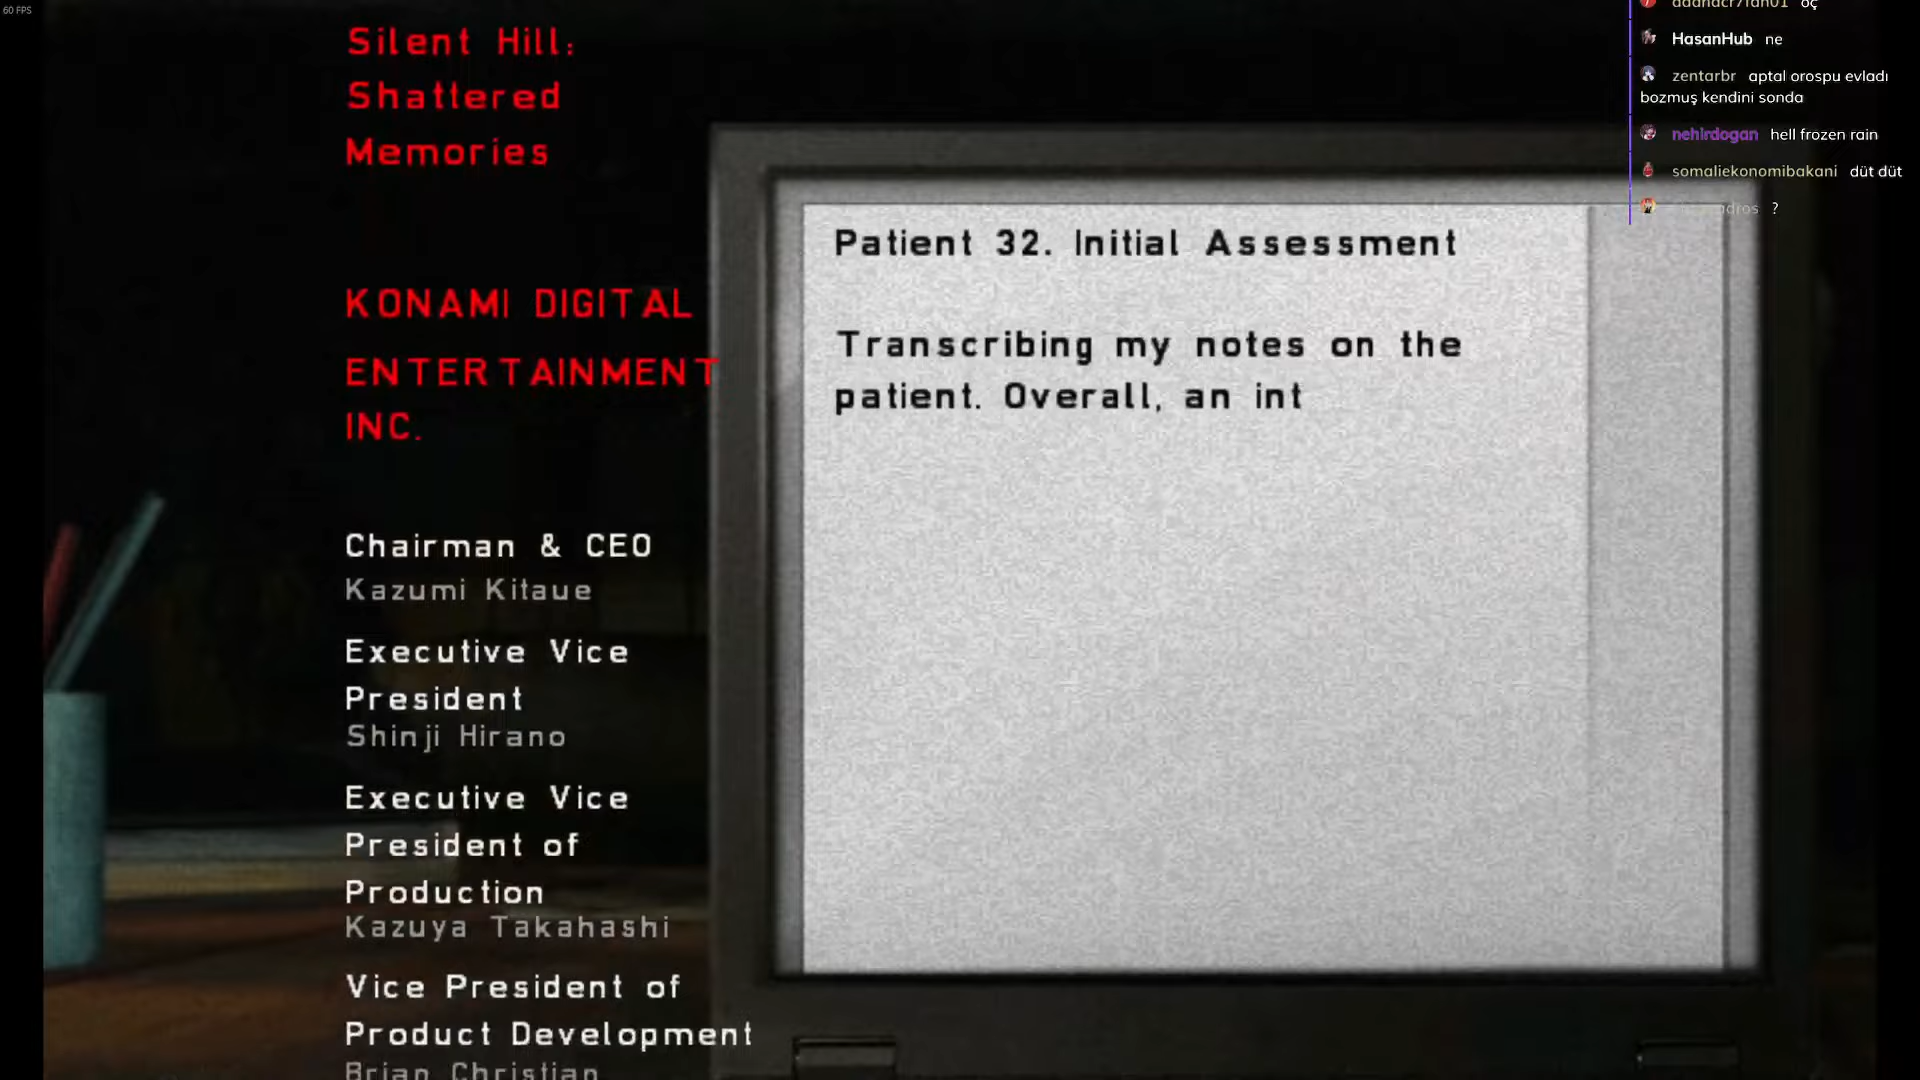 60 FPS
Silent Hill:
Shattered
Memories
KONAMI DIGITAL
ENTERTAINMENT
INC.
Chairman & CEO
Kazumi Kitaue
Executive Vice
President
Shinji Hirano
Executive Vice
President of
Production
Kazuya Takahashi
Vice President of
Product Development
Brian Christian
Patient 32. Initial Assessment
Transcribing my notes on the
patient. Overall, an int
öç
HasanHub ne
zentarbr aptal orospu evladı
bozmuş kendini sonda
nehirdogan hell frozen rain
somaliekonomibakani düt düt
?